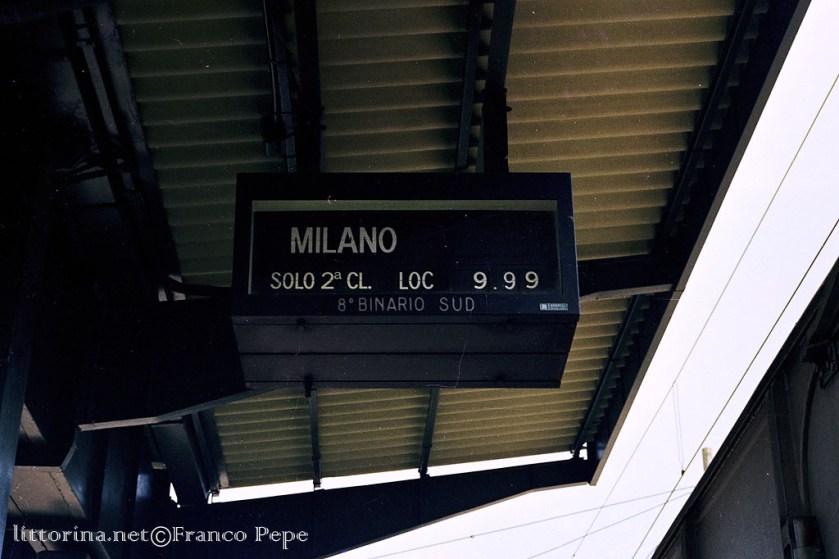 MILANO
SOLO 2ª CL. LOC 9.99
8° BINARIO SUD
littorina.net©Franco Pepe